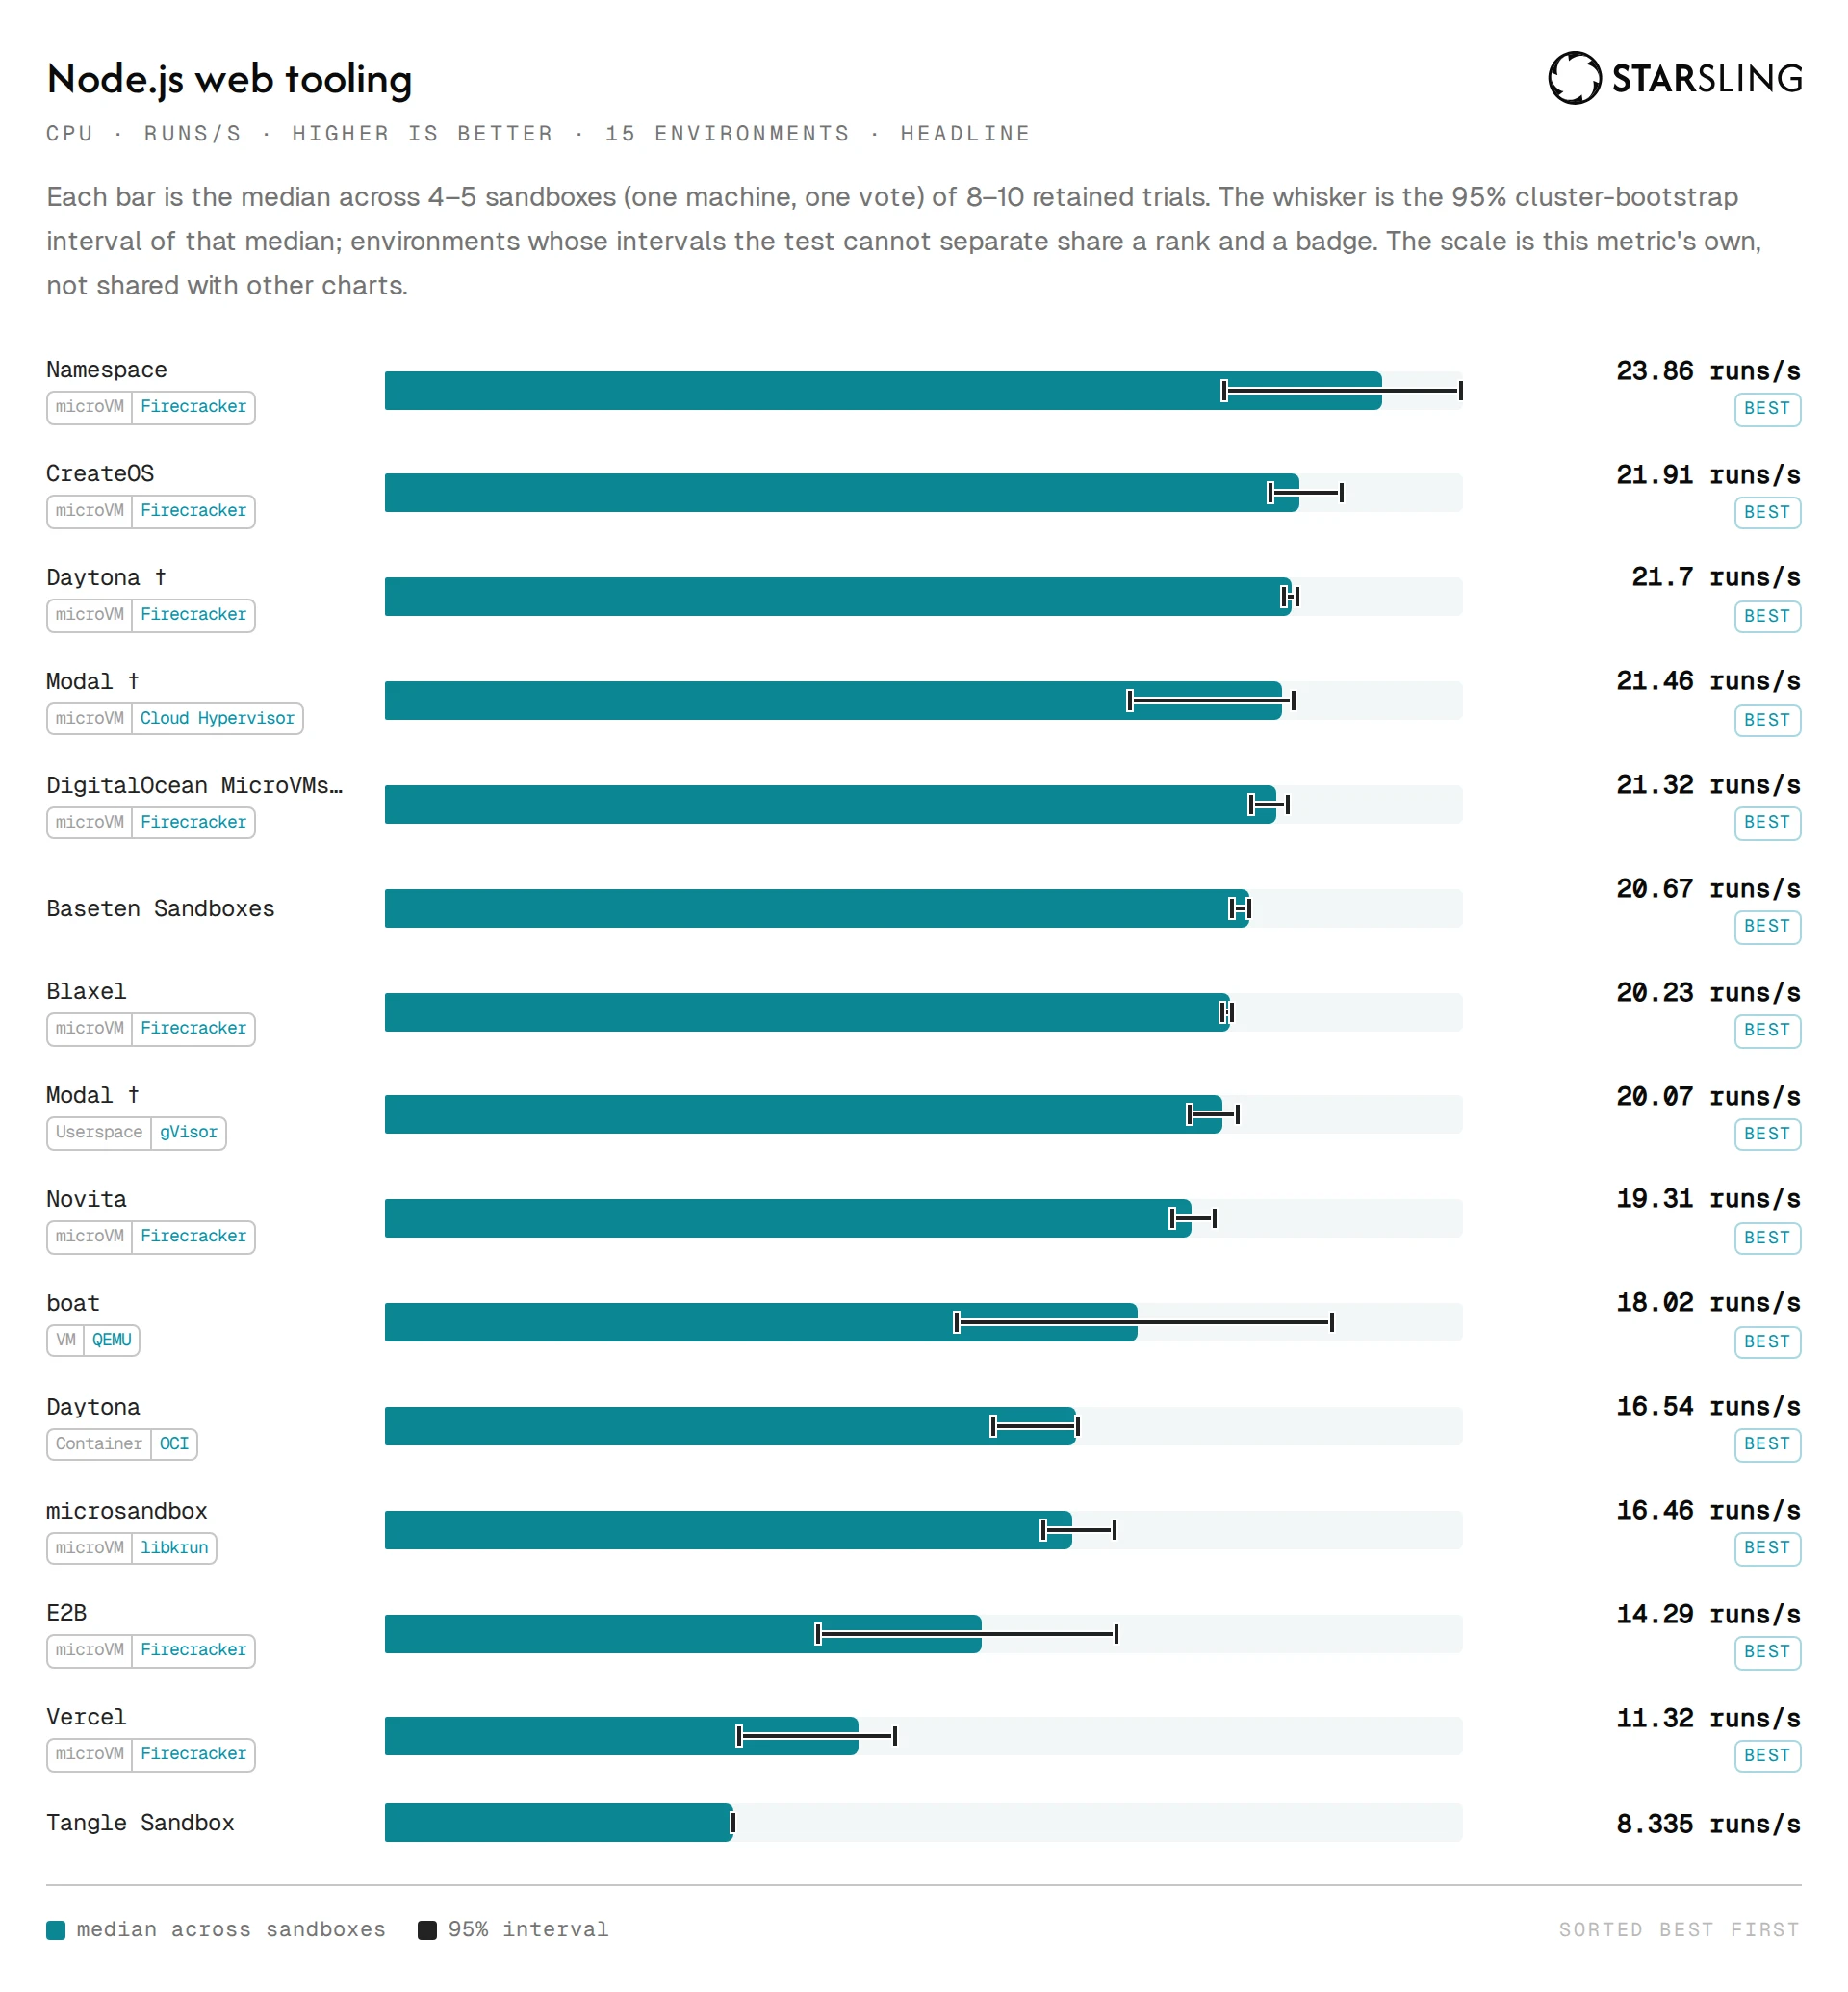 Node.js web tooling
STARSLING
CPU · RUNS/S · HIGHER IS BETTER · 15 ENVIRONMENTS · HEADLINE
Each bar is the median across 4–5 sandboxes (one machine, one vote) of 8–10 retained trials. The whisker is the 95% cluster-bootstrap
interval of that median; environments whose intervals the test cannot separate share a rank and a badge. The scale is this metric's own,
not shared with other charts.
Namespace
microVM Firecracker
23.86 runs/s
BEST
CreateOS
microVM Firecracker
21.91 runs/s
BEST
Daytona †
microVM Firecracker
21.7 runs/s
BEST
Modal †
microVM Cloud Hypervisor
21.46 runs/s
BEST
DigitalOcean MicroVMs…
microVM Firecracker
21.32 runs/s
BEST
Baseten Sandboxes
20.67 runs/s
BEST
Blaxel
microVM Firecracker
20.23 runs/s
BEST
Modal †
Userspace gVisor
20.07 runs/s
BEST
Novita
microVM Firecracker
19.31 runs/s
BEST
boat
VM QEMU
18.02 runs/s
BEST
Daytona
Container OCI
16.54 runs/s
BEST
microsandbox
microVM libkrun
16.46 runs/s
BEST
E2B
microVM Firecracker
14.29 runs/s
BEST
Vercel
microVM Firecracker
11.32 runs/s
BEST
Tangle Sandbox
8.335 runs/s
median across sandboxes
95% interval
SORTED BEST FIRST